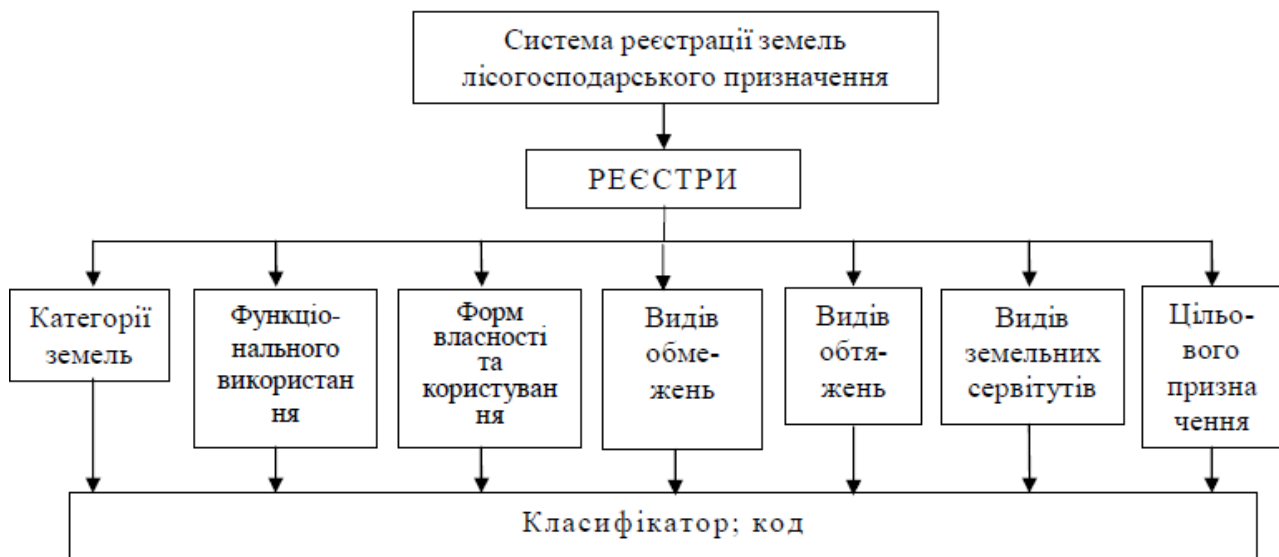 Система реєстрації земель
лісогосподарського призначення
РЕЄСТРИ
Категорії
земель
Функціо-
нального
використан
ня
Форм
власності
та
користуван
ня
Видів
обме-
жень
Видів
обтя-
жень
Видів
земельних
сервітутів
Цільо-
вого
призна
чення
Класифікатор; код